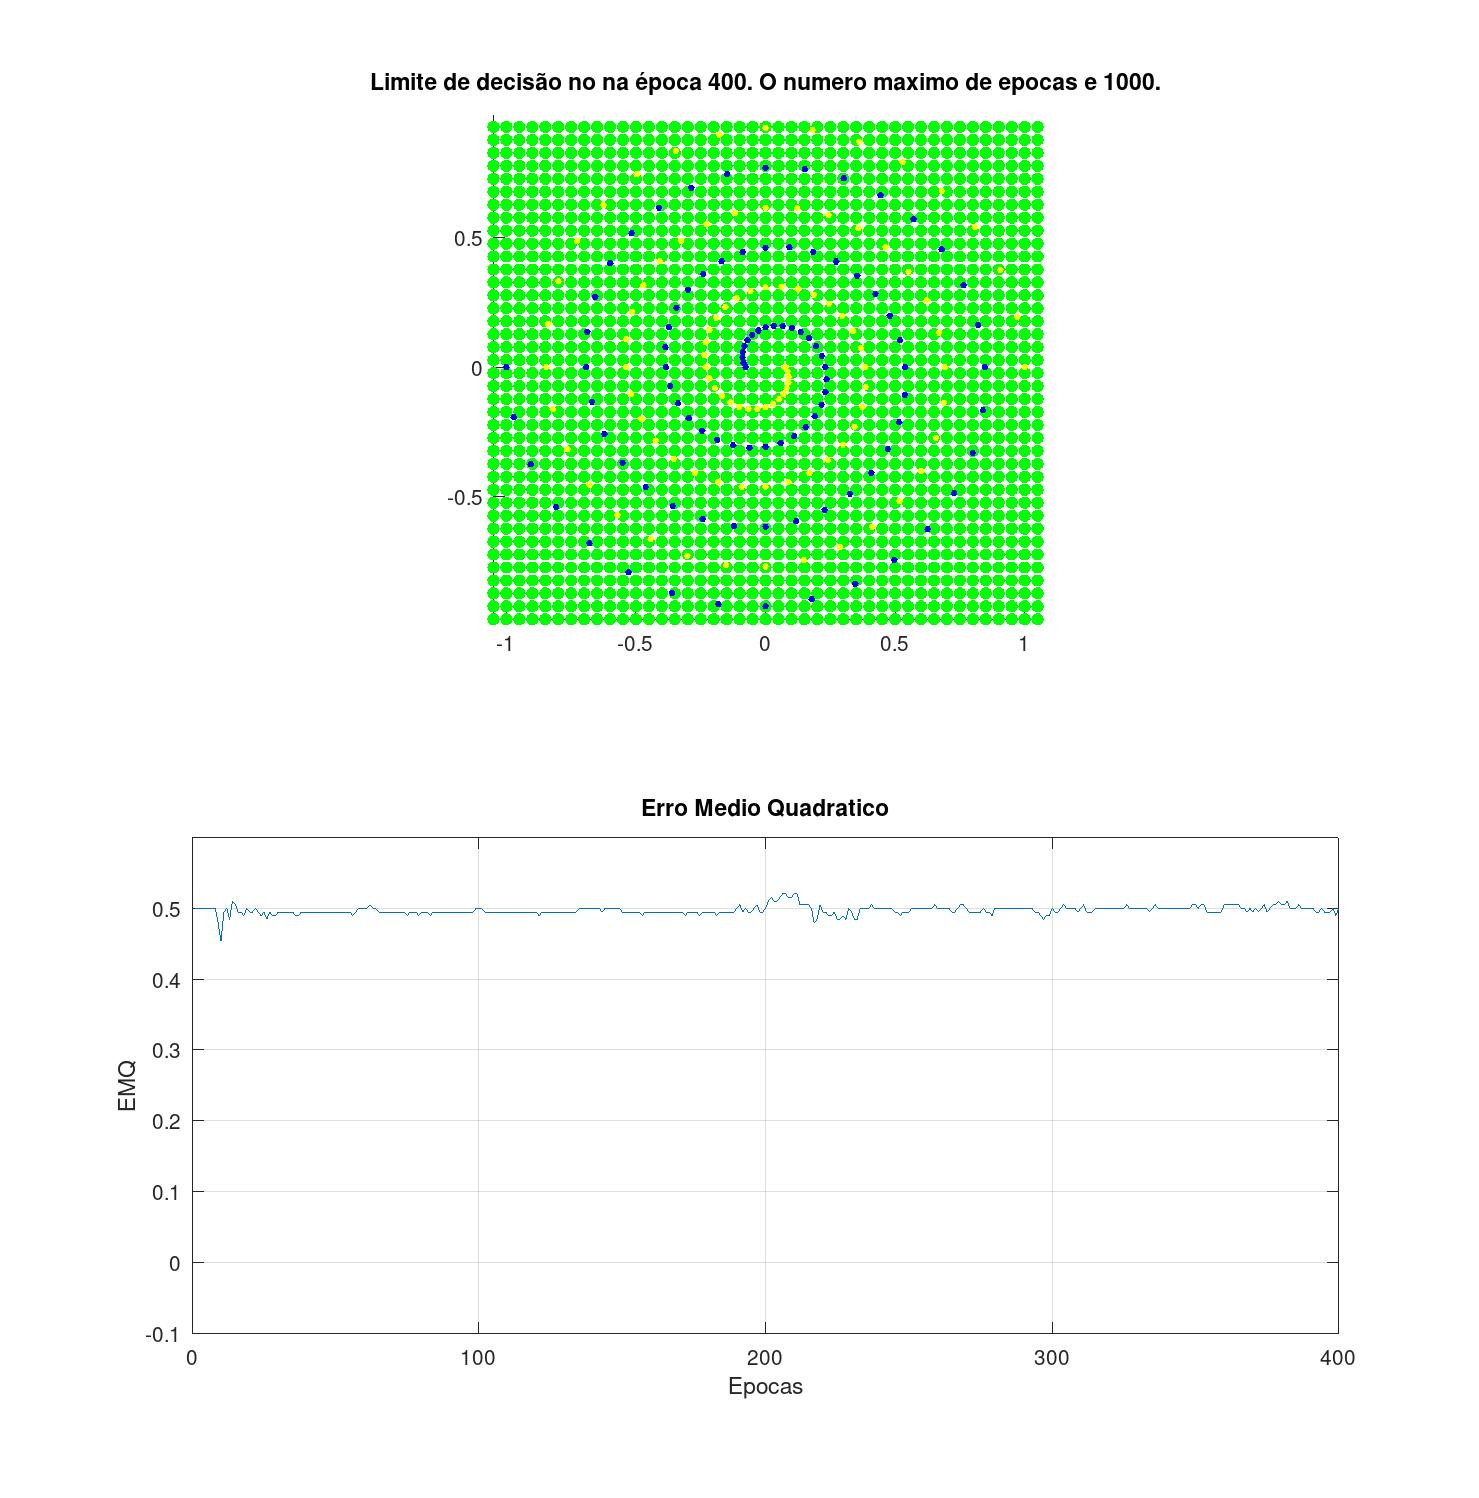 Limite de decisão no na época 400. O numero maximo de epocas e 1000.
0.5
0
-0.5
-1 -0.5 0 0.5 1
Erro Medio Quadratico
0.5
0.4
0.3
0.2
0.1
0
-0.1
EMQ
0 100 200 300 400
Epocas